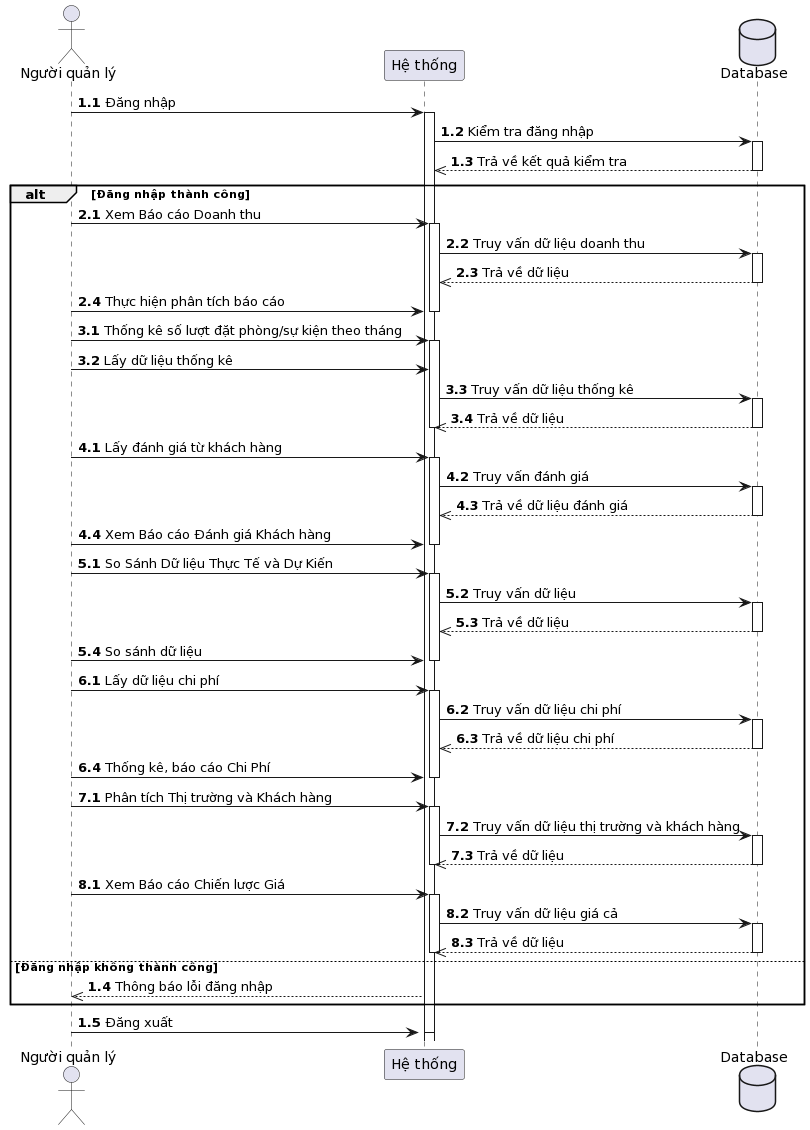 Người quản lý
Hệ thống
Database
1.1 Đăng nhập
1.2 Kiểm tra đăng nhập
1.3 Trả về kết quả kiểm tra
alt [Đăng nhập thành công]
2.1 Xem Báo cáo Doanh thu
2.2 Truy vấn dữ liệu doanh thu
2.3 Trả về dữ liệu
2.4 Thực hiện phân tích báo cáo
3.1 Thống kê số lượt đặt phòng/sự kiện theo tháng
3.2 Lấy dữ liệu thống kê
3.3 Truy vấn dữ liệu thống kê
3.4 Trả về dữ liệu
4.1 Lấy đánh giá từ khách hàng
4.2 Truy vấn đánh giá
4.3 Trả về dữ liệu đánh giá
4.4 Xem Báo cáo Đánh giá Khách hàng
5.1 So Sánh Dữ liệu Thực Tế và Dự Kiến
5.2 Truy vấn dữ liệu
5.3 Trả về dữ liệu
5.4 So sánh dữ liệu
6.1 Lấy dữ liệu chi phí
6.2 Truy vấn dữ liệu chi phí
6.3 Trả về dữ liệu chi phí
6.4 Thống kê, báo cáo Chi Phí
7.1 Phân tích Thị trường và Khách hàng
7.2 Truy vấn dữ liệu thị trường và khách hàng
7.3 Trả về dữ liệu
8.1 Xem Báo cáo Chiến lược Giá
8.2 Truy vấn dữ liệu giá cả
8.3 Trả về dữ liệu
[Đăng nhập không thành công]
1.4 Thông báo lỗi đăng nhập
1.5 Đăng xuất
Người quản lý
Hệ thống
Database